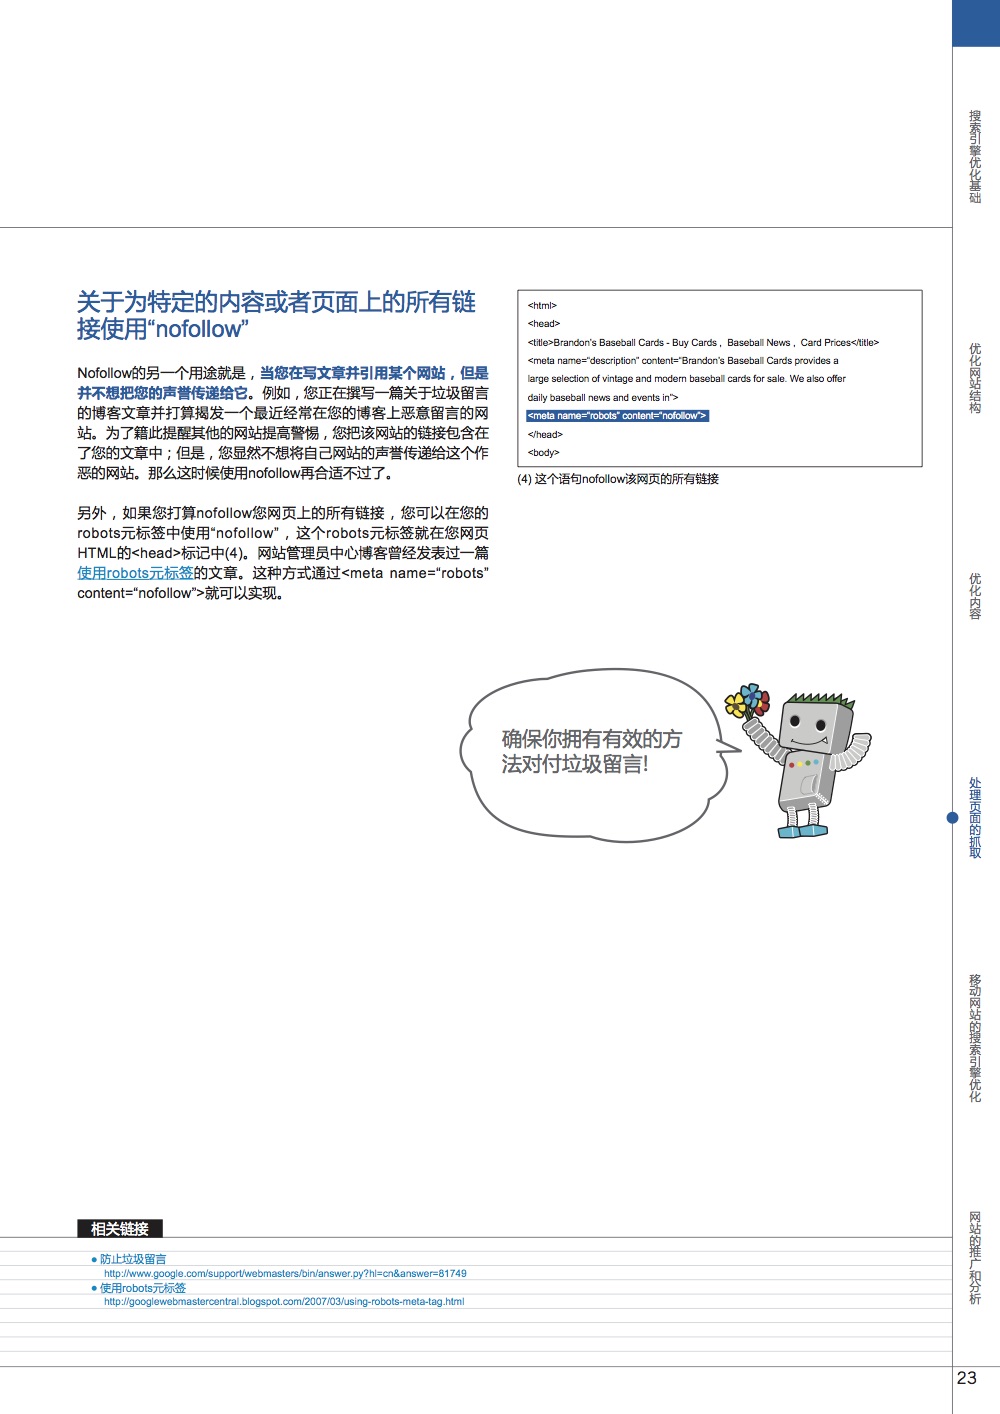 关于为特定的内容或者页面上的所有链
接使用“nofollow”
Nofollow的另一个用途就是，当您在写文章并引用某个网站，但是
并不想把您的声誉传递给它。例如，您正在撰写一篇关于垃圾留言
的博客文章并打算揭发一个最近经常在您的博客上恶意留言的网
站。为了籍此提醒其他的网站提高警惕，您把该网站的链接包含在
了您的文章中；但是，您显然不想将自己网站的声誉传递给这个作
恶的网站。那么这时候使用nofollow再合适不过了。
另外，如果您打算nofollow您网页上的所有链接，您可以在您的
robots元标签中使用“nofollow”，这个robots元标签就在您网页
HTML的<head>标记中(4)。网站管理员中心博客曾经发表过一篇
使用robots元标签的文章。这种方式通过<meta name=“robots”
content=“nofollow”>就可以实现。
<html>
<head>
<title>Brandon's Baseball Cards - Buy Cards， Baseball News， Card Prices</title>
<meta name=“description” content=“Brandon's Baseball Cards provides a
large selection of vintage and modern baseball cards for sale. We also offer
daily baseball news and events in”>
<meta name=“robots” content=“nofollow”>
</head>
<body>
(4) 这个语句nofollow该网页的所有链接
确保你拥有有效的方
法对付垃圾留言!
相关链接
● 防止垃圾留言
http://www.google.com/support/webmasters/bin/answer.py?hl=cn&answer=81749
● 使用robots元标签
http://googlewebmastercentral.blogspot.com/2007/03/using-robots-meta-tag.html
搜索引擎优化基础
优化网站结构
优化内容
处理页面的抓取
移动网站的搜索引擎优化
网站的推广和分析
23